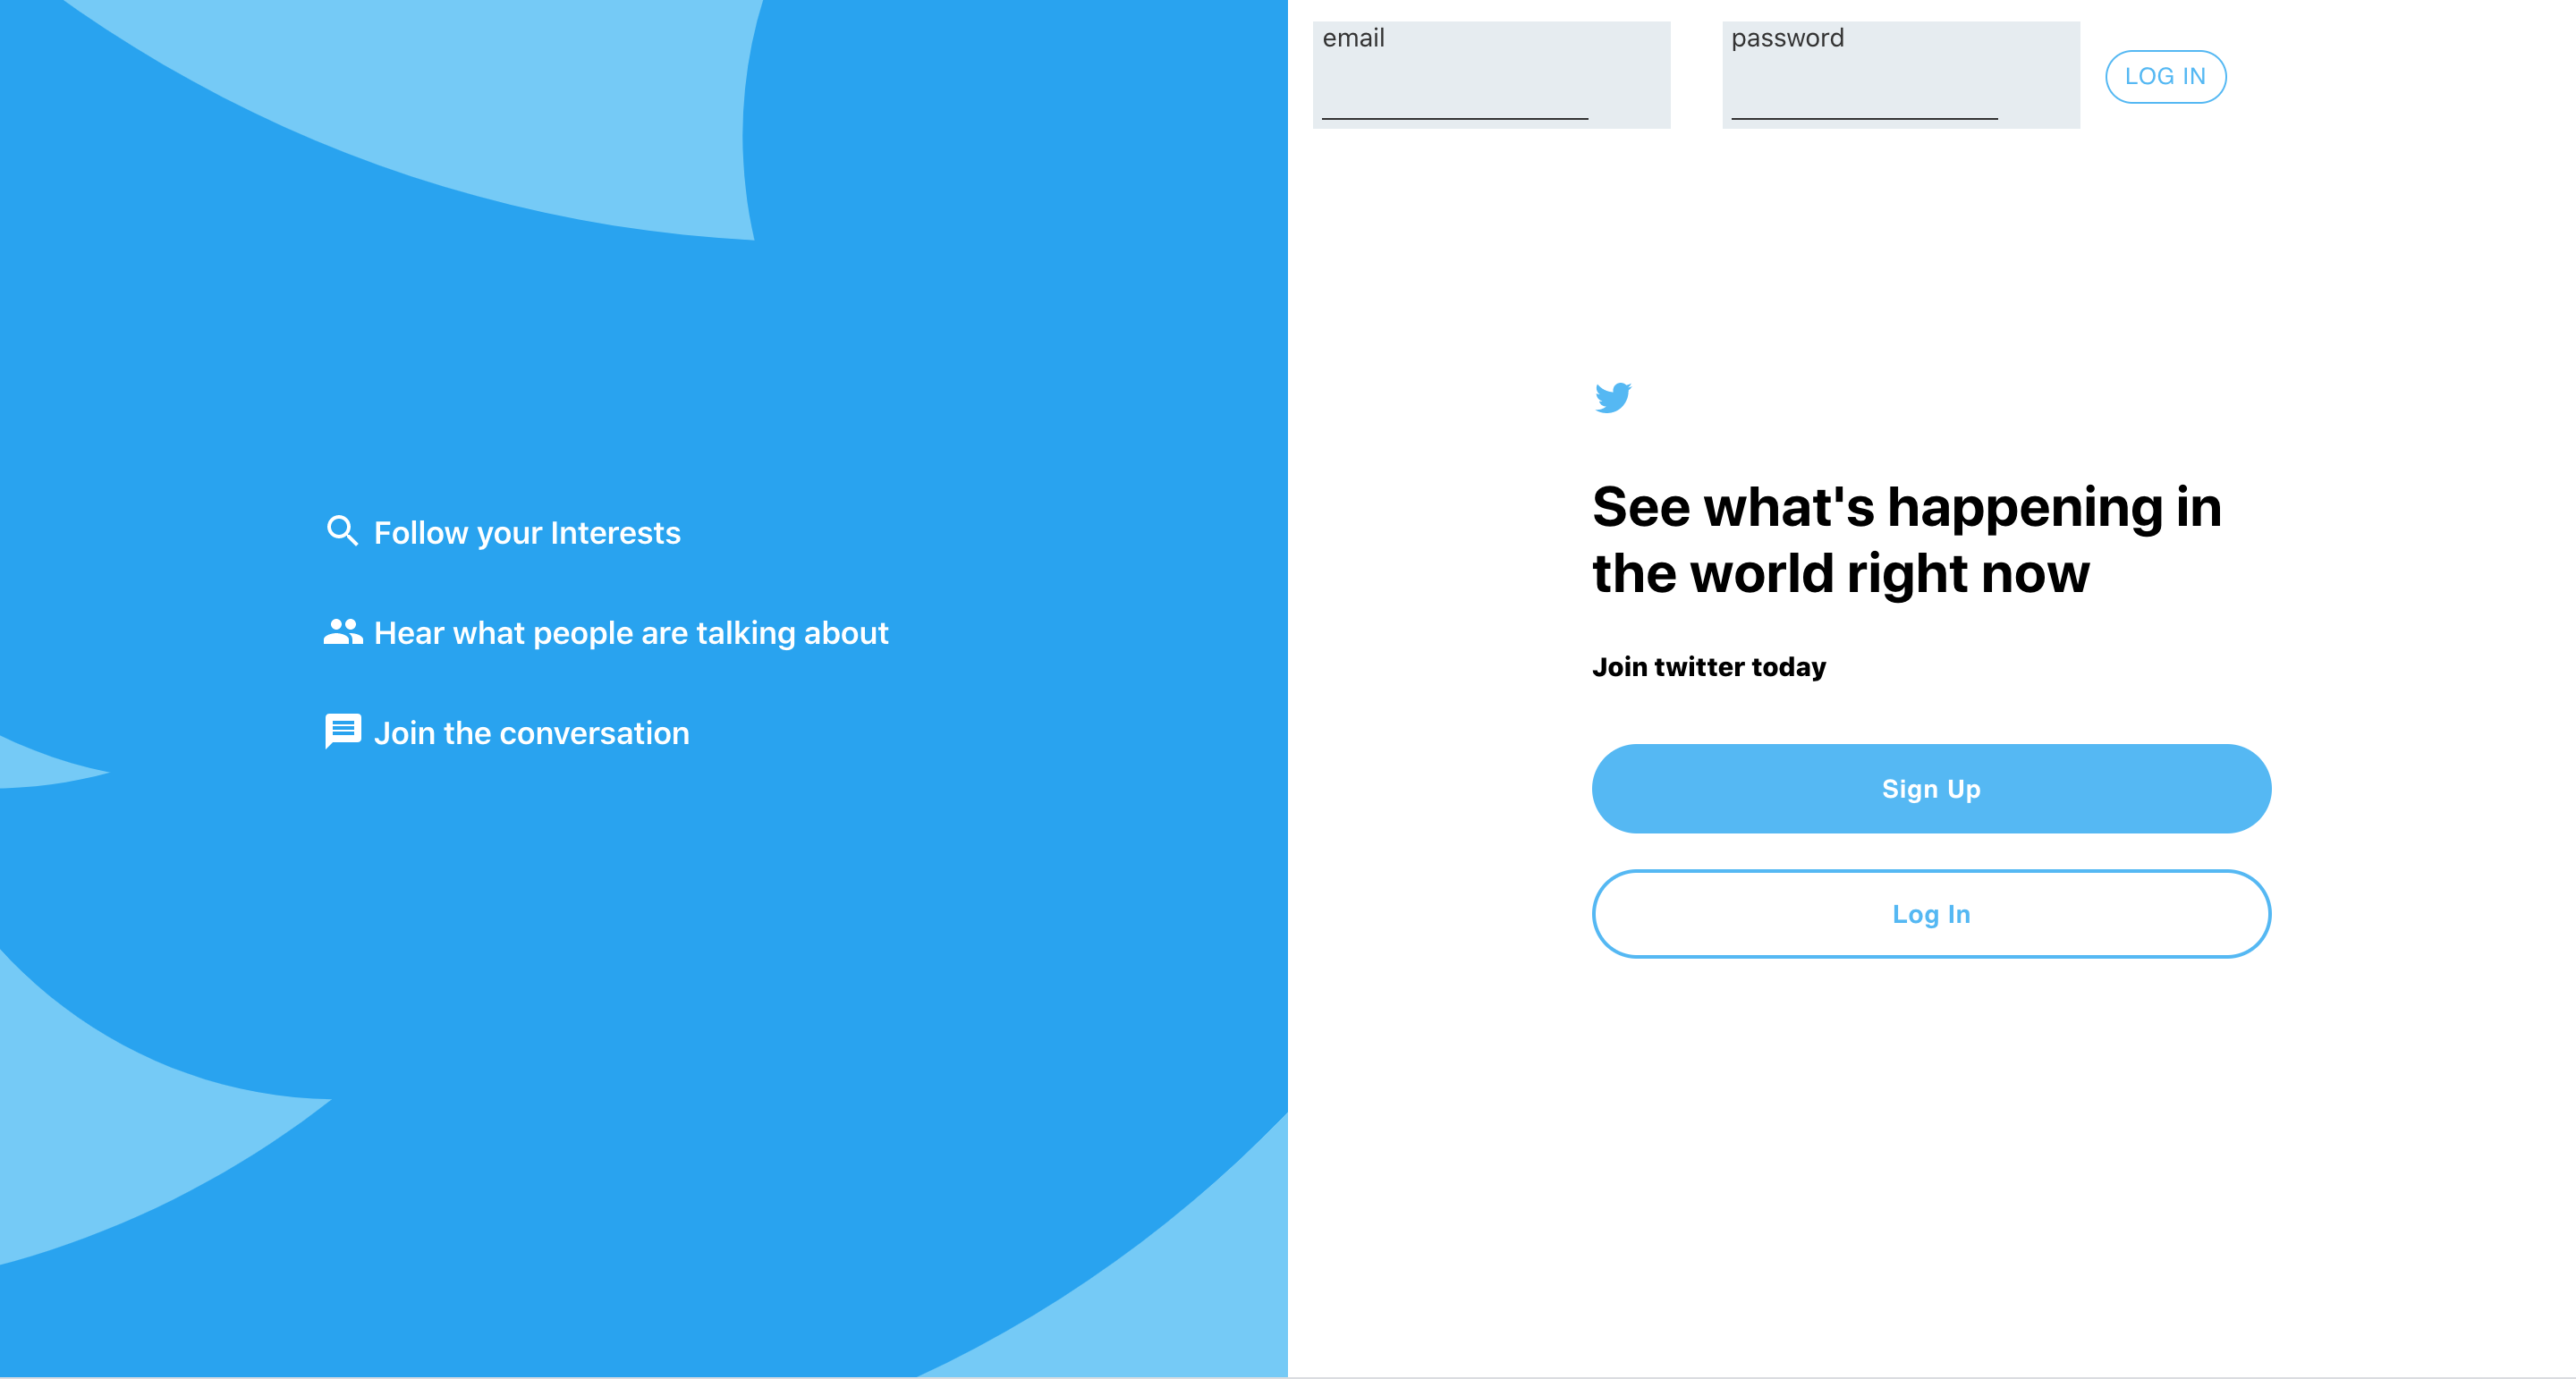 email
password
LOG IN
Follow your Interests
Hear what people are talking about
Join the conversation
See what's happening in
the world right now
Join twitter today
Sign Up
Log In